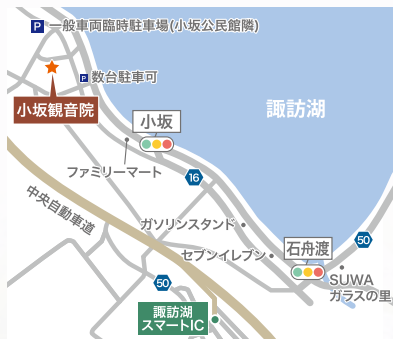 P 一般車両臨時駐車場(小坂公民館隣)
P 数台駐車可
小坂観音院
小坂
諏訪湖
ファミリーマート
16
中央自動車道
ガソリンスタンド
石舟渡
50
セブンイレブン
50
SUWA
ガラスの里
諏訪湖
スマートIC